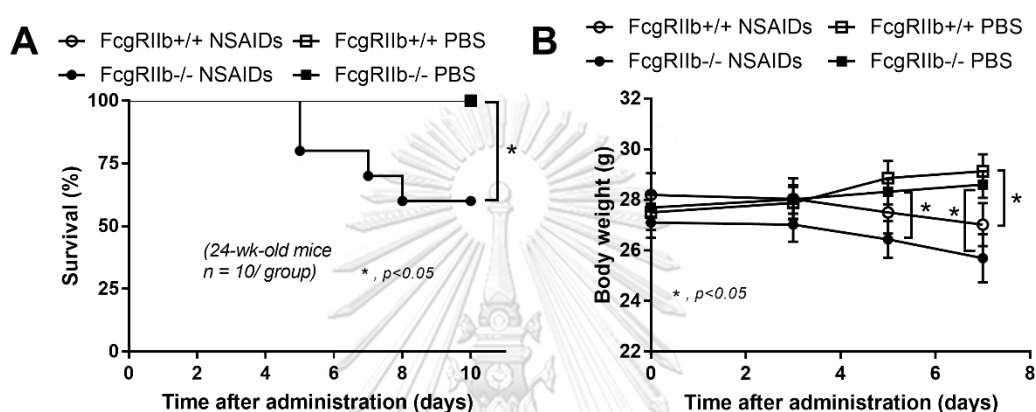 A
FcgRIIb+/+ NSAIDs
FcgRIIb+/+ PBS
FcgRIIb-/- NSAIDs
FcgRIIb-/- PBS
Survival (%)
100
75
50
25
0
*
(24-wk-old mice
n = 10/ group)
* , p<0.05
0 2 4 6 8 10
Time after administration (days)
B
FcgRIIb+/+ NSAIDs
FcgRIIb+/+ PBS
FcgRIIb-/- NSAIDs
FcgRIIb-/- PBS
Body weight (g)
32
30
28
26
24
22
* * *
* , p<0.05
0 2 4 6 8
Time after administration (days)